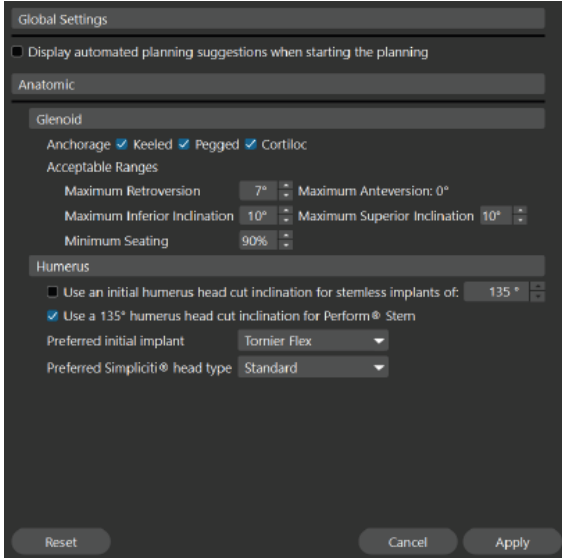 Global Settings
Display automated planning suggestions when starting the planning
Anatomic
Glenoid
Anchorage Keeled Pegged Cortiloc
Acceptable Ranges
Maximum Retroversion 7° Maximum Anteversion: 0°
Maximum Inferior Inclination 10° Maximum Superior Inclination 10°
Minimum Seating 90%
Humerus
Use an initial humerus head cut inclination for stemless implants of: 135 °
Use a 135° humerus head cut inclination for Perform® Stem
Preferred initial implant Tornier Flex
Preferred Simpliciti® head type Standard
Reset Cancel Apply